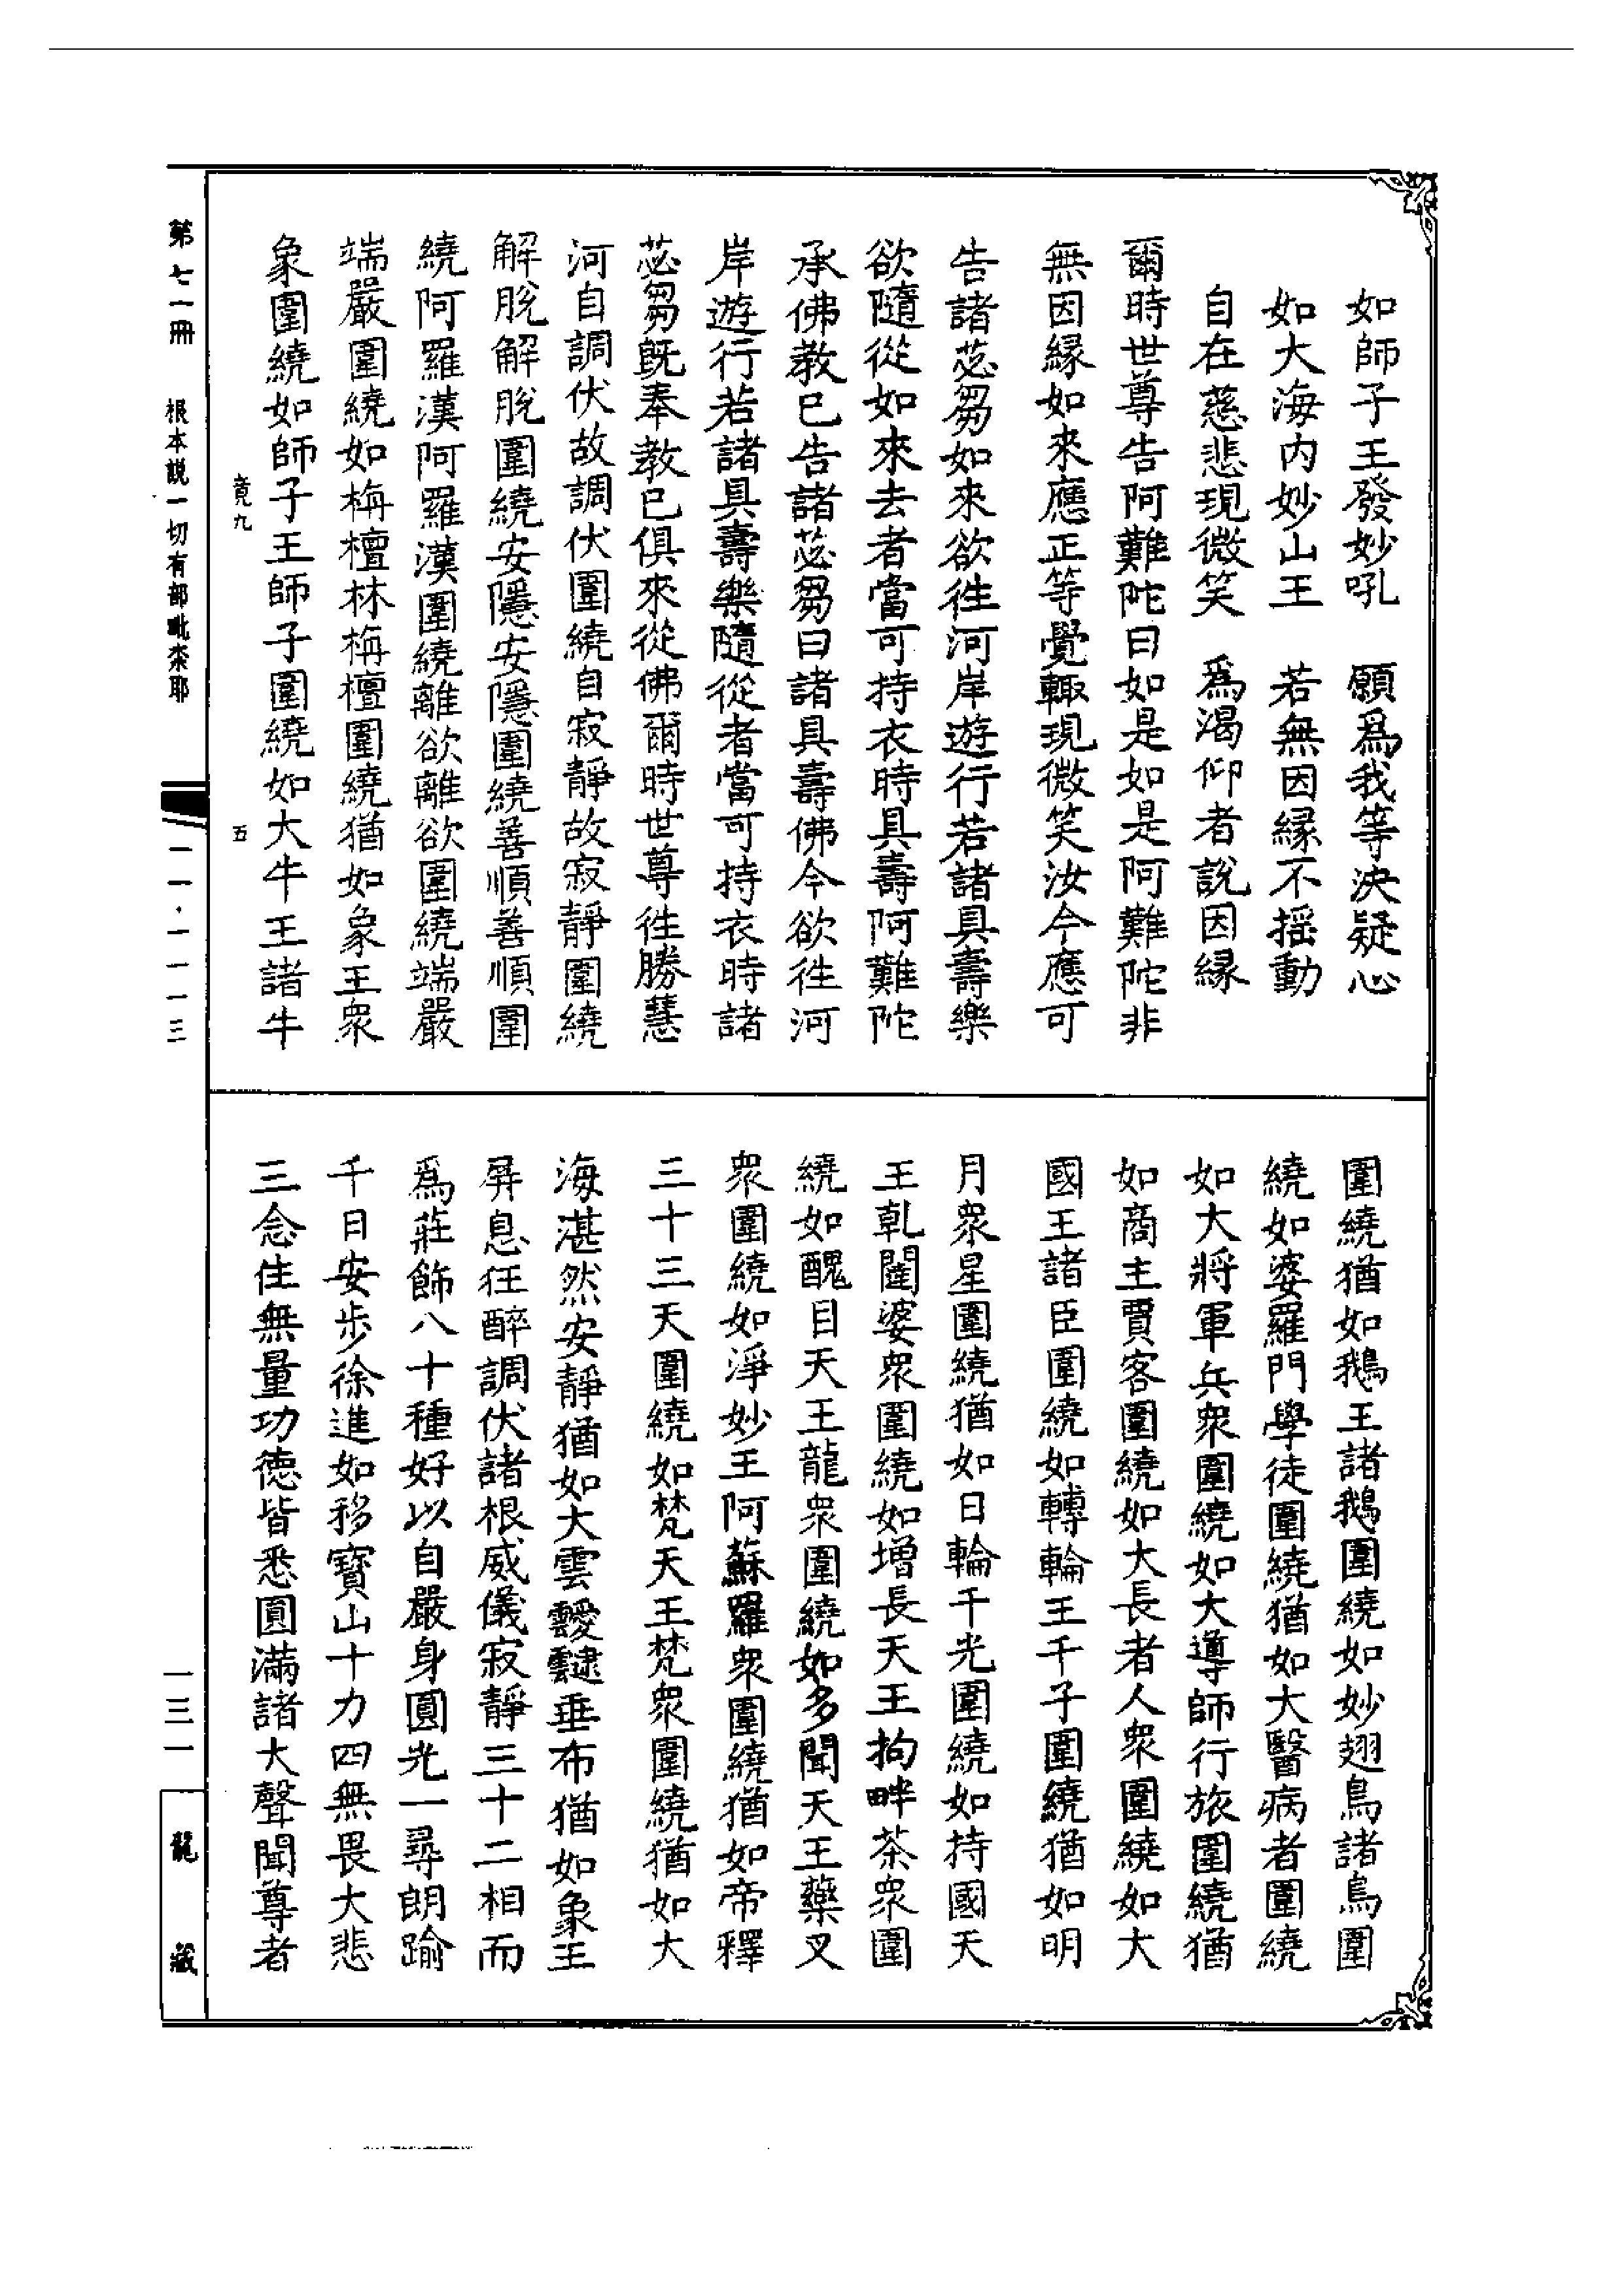 如師子王發妙吼　願為我等決疑心
如大海内妙山王　若無因緣不揺動
自在慈悲現微笑　為渴仰者說因緣
爾時世尊告阿難陀曰如是如是阿難陀非
無因緣如來應正等覺輙現微笑汝今應可
告諸苾芻如來欲徃河岸遊行若諸具壽樂
欲隨從如來去者當可持衣時具壽阿難陀
承佛教已告諸苾芻曰諸具壽佛今欲徃河
岸遊行若諸具壽樂隨從者當可持衣時諸
苾芻旣奉教已俱來從佛爾時世尊徃勝慧
河自調伏故調伏圍繞自寂靜故寂靜圍繞
解脫解脫圍繞安隱安隱圍繞善順善順圍
繞阿羅漢阿羅漢圍繞離欲離欲圍繞端嚴
端嚴圍繞如栴檀林栴檀圍繞猶如象王衆
象圍繞如師子王師子圍繞如大牛王諸牛
圍繞猶如鵝王諸鵝圍繞如妙翅鳥諸鳥圍
繞如婆羅門學徒圍繞猶如大醫病者圍繞
如大將軍兵衆圍繞如大導師行旅圍繞猶
如商主賈客圍繞如大長者人衆圍繞如大
國王諸臣圍繞如轉輪王千子圍繞猶如明
月衆星圍繞猶如日輪千光圍繞如持國天
王乹闥婆衆圍繞如增長天王拘畔茶衆圍
繞如醜目天王龍衆圍繞如多聞天王藥叉
衆圍繞如淨妙王阿蘇羅衆圍繞猶如帝釋
三十三天圍繞如梵天王梵衆圍繞猶如大
海湛然安靜猶如大雲靉靆垂布猶如象王
屏息狂醉調伏諸根威儀寂靜三十二相而
為莊飾八十種好以自嚴身圓光一尋朗踰
千日安步徐進如移寶山十力四無畏大悲
三念住無量功德皆悉圓滿諸大聲聞尊者
竟九
五
第七一冊　根本說一切有部毗奈耶
一一·一一一三
一三一
龍藏